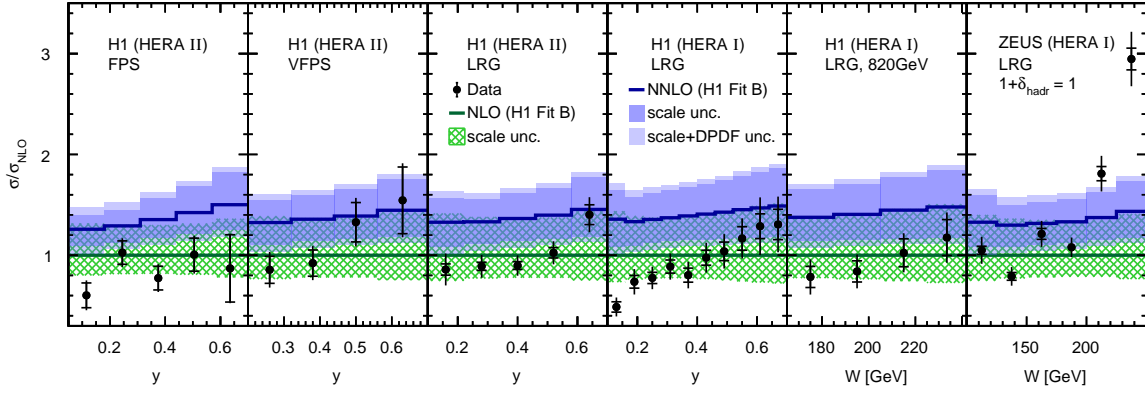 H1 (HERA II)
FPS
H1 (HERA II)
VFPS
H1 (HERA II)
LRG
Data
NLO (H1 Fit B)
scale unc.
H1 (HERA I)
LRG
NNLO (H1 Fit B)
scale unc.
scale+DPDF unc.
H1 (HERA I)
LRG, 820GeV
ZEUS (HERA I)
LRG
1+δhadr = 1
σ/σNLO
3
2
1
0.2 0.4 0.6
0.3 0.4 0.5 0.6
0.2 0.4 0.6
0.2 0.4 0.6
180 200 220
150 200
y
y
y
y
W [GeV]
W [GeV]